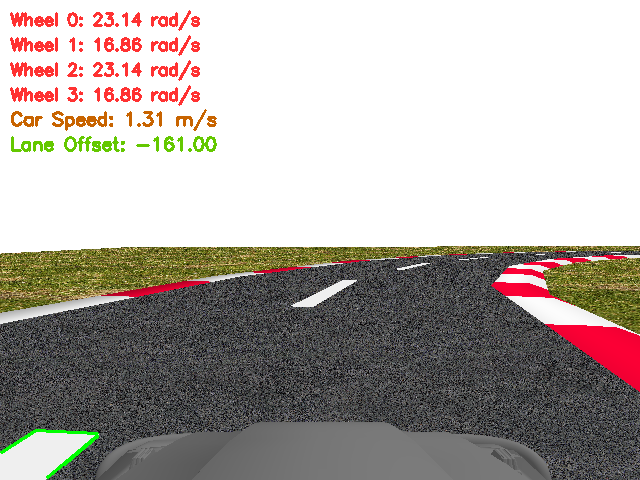 Wheel 0: 23.14 rad/s
Wheel 1: 16.86 rad/s
Wheel 2: 23.14 rad/s
Wheel 3: 16.86 rad/s
Car Speed: 1.31 m/s
Lane Offset: -161.00